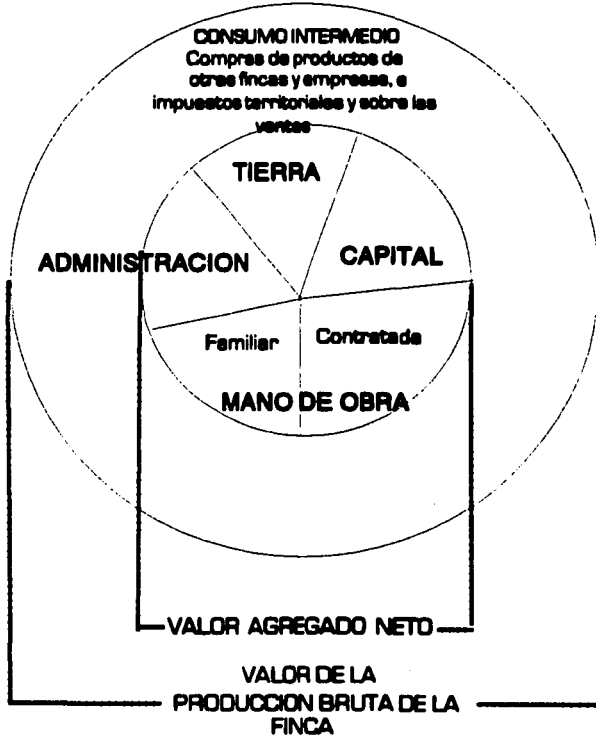 CONSUMO INTERMEDIO
Compras de productos de
otras fincas y empresas, e
impuestos territoriales y sobre las
ventas
TIERRA
ADMINISTRACION
CAPITAL
Familiar
Contratada
MANO DE OBRA
VALOR AGREGADO NETO
VALOR DE LA
PRODUCCION BRUTA DE LA
FINCA